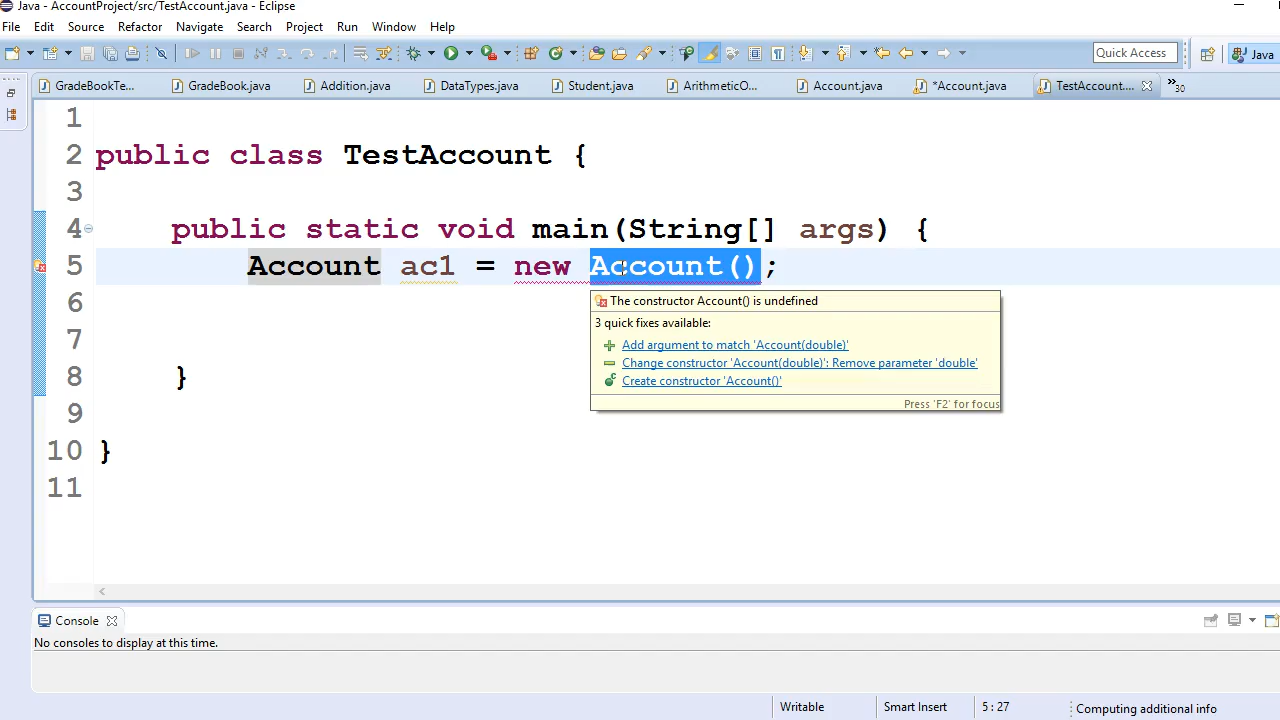 Java - AccountProject/src/TestAccount.java - Eclipse
File Edit Source Refactor Navigate Search Project Run Window Help
Quick Access Java
GradeBookTe... GradeBook.java Addition.java DataTypes.java Student.java ArithmeticO... Account.java *Account.java TestAccount.... »30
1
2 public class TestAccount {
3
4 public static void main(String[] args) {
5 Account ac1 = new Account();
6
The constructor Account() is undefined
3 quick fixes available:
7
Add argument to match 'Account(double)'
Change constructor 'Account(double)': Remove parameter 'double'
8 }
Create constructor 'Account()'
Press 'F2' for focus
9
10 }
11
Console
No consoles to display at this time.
Writable Smart Insert 5 : 27 Computing additional info